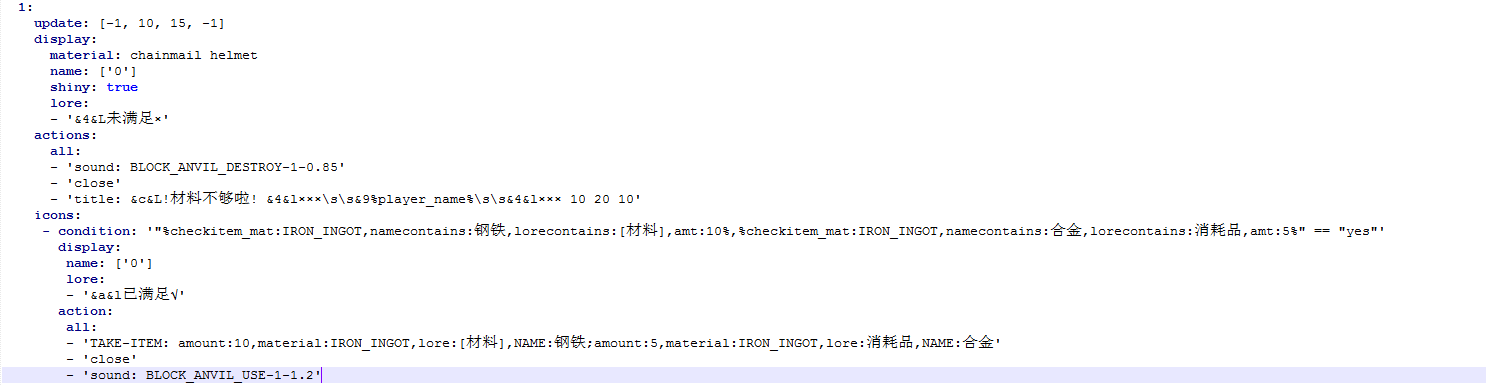 1:
update: [-1, 10, 15, -1]
display:
material: chainmail helmet
name: ['0']
shiny: true
lore:
- '&4&L未满足×'
actions:
all:
- 'sound: BLOCK_ANVIL_DESTROY-1-0.85'
- 'close'
- 'title: &c&L!材料不够啦! &4&l×××\s\s&9%player_name%\s\s&4&l××× 10 20 10'
icons:
- condition: '"%checkitem_mat:IRON_INGOT,namecontains:钢铁,lorecontains:[材料],amt:10%,%checkitem_mat:IRON_INGOT,namecontains:合金,lorecontains:消耗品,amt:5%" == "yes"'
display:
name: ['0']
lore:
- '&a&l已满足√'
action:
all:
- 'TAKE-ITEM: amount:10,material:IRON_INGOT,lore:[材料],NAME:钢铁;amount:5,material:IRON_INGOT,lore:消耗品,NAME:合金'
- 'close'
- 'sound: BLOCK_ANVIL_USE-1-1.2'